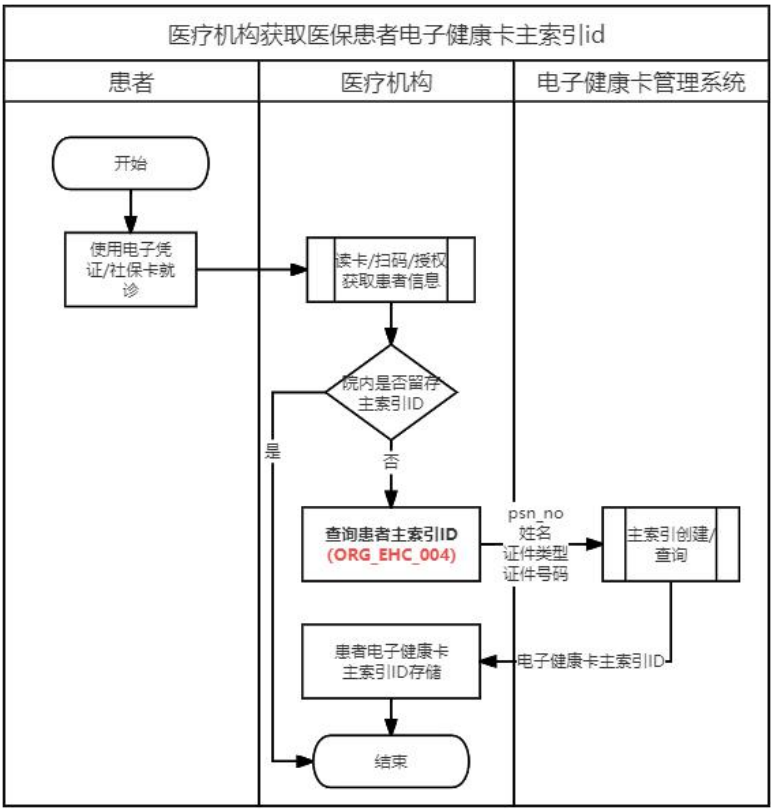 医疗机构获取医保患者电子健康卡主索引id
患者
医疗机构
电子健康卡管理系统
开始
使用电子凭
证/社保卡就
诊
读卡/扫码/授权
获取患者信息
院内是否留存
主索引ID
是
否
查询患者主索引ID
(ORG_EHC_004)
psn_no
姓名
证件类型
证件号码
主索引创建/
查询
患者电子健康卡
主索引ID存储
电子健康卡主索引ID
结束